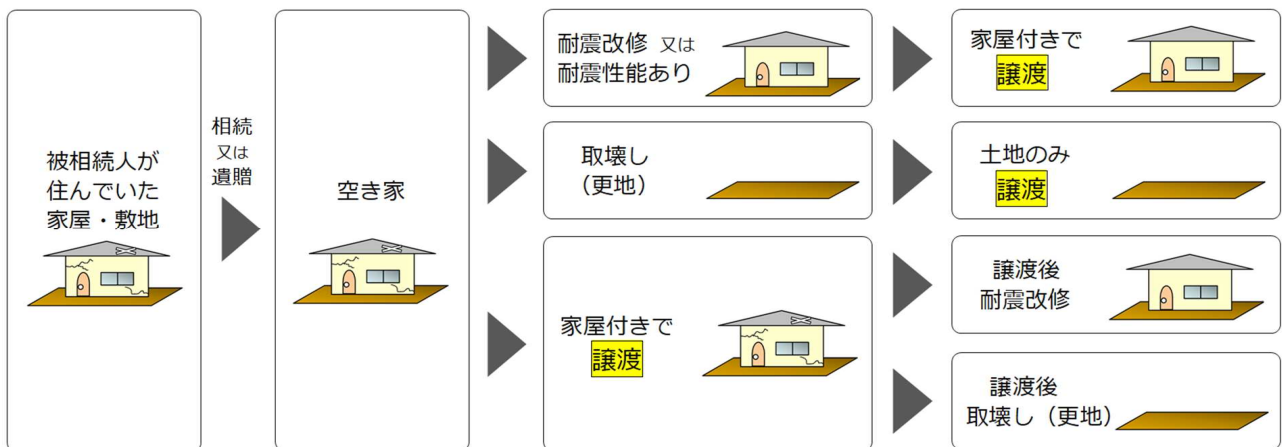 被相続人が
住んでいた
家屋・敷地
相続
又は
遺贈
空き家
耐震改修 又は
耐震性能あり
家屋付きで
譲渡
取壊し
（更地）
土地のみ
譲渡
家屋付きで
譲渡
譲渡後
耐震改修
譲渡後
取壊し（更地）